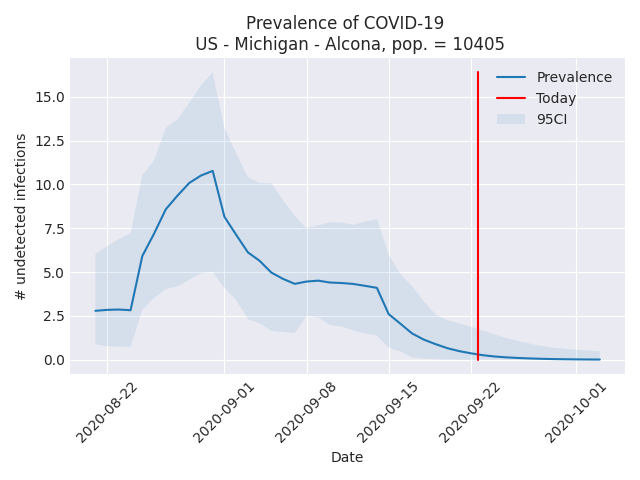 Prevalence of COVID-19
US - Michigan - Alcona, pop. = 10405
Prevalence
Today
95CI
# undetected infections
15.0
12.5
10.0
7.5
5.0
2.5
0.0
2020-08-22
2020-09-01
2020-09-08
2020-09-15
2020-09-22
2020-10-01
Date